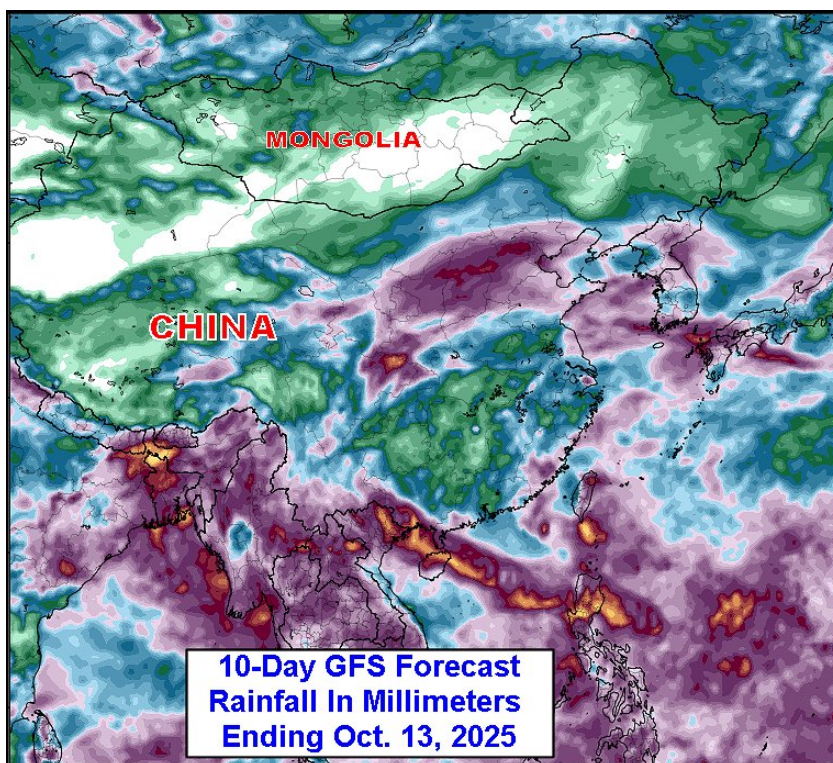 MONGOLIA
CHINA
10-Day GFS Forecast
Rainfall In Millimeters
Ending Oct. 13, 2025